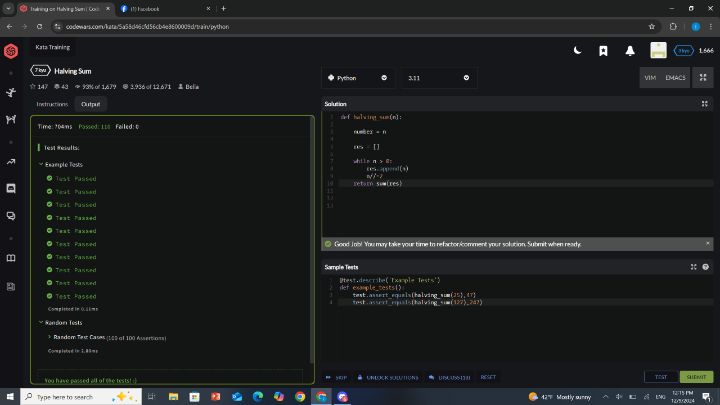 Training on Halving Sum | Code
(1) Facebook
codewars.com/kata/5a58d46cfd56cb4e8600009d/train/python
Kata Training
7 kyu
1,666
7 kyu
Halving Sum
147
43
93% of 1,679
3,936 of 12,671
Belia
Python
3.11
VIM
EMACS
Instructions
Output
Time: 704ms Passed: 110 Failed: 0
Test Results:
Example Tests
Test Passed
Test Passed
Test Passed
Test Passed
Test Passed
Test Passed
Test Passed
Test Passed
Test Passed
Test Passed
Completed in 0.11ms
Random Tests
Random Test Cases (100 of 100 Assertions)
Completed in 2.80ms
You have passed all of the tests! :)
Solution
1 def halving_sum(n):
2
3 number = n
4
5 res = []
6
7 while n > 0:
8 res.append(n)
9 n//=2
10 return sum(res)
11
12
13
Good Job! You may take your time to refactor/comment your solution. Submit when ready.
Sample Tests
1 @test.describe('Example Tests')
2 def example_tests():
3 test.assert_equals(halving_sum(25),47)
4 test.assert_equals(halving_sum(127),247)
SKIP
UNLOCK SOLUTIONS
DISCUSS (13)
RESET
TEST
SUBMIT
Type here to search
42°F Mostly sunny
ENG
12:15 PM
12/9/2024